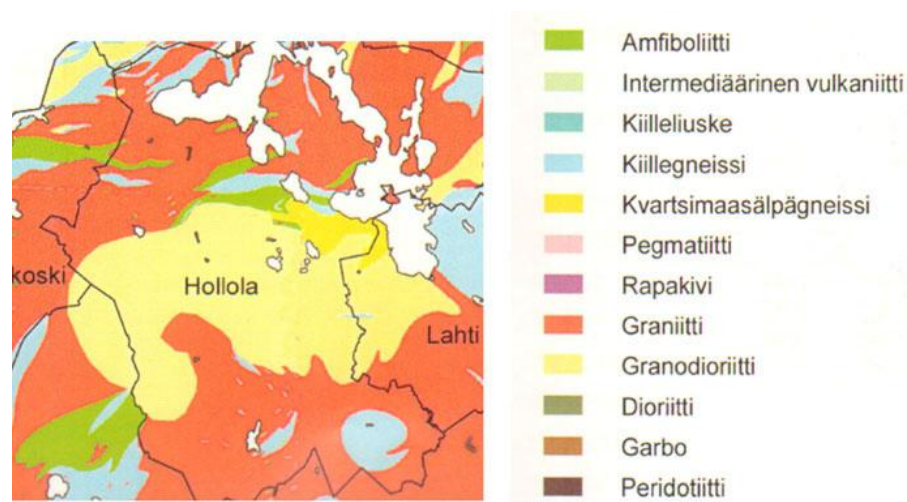 koski
Hollola
Lahti
Amfiboliitti
Intermediäärinen vulkaniitti
Kiilleliuske
Kiillegneissi
Kvartsimaasälpägneissi
Pegmatiitti
Rapakivi
Graniitti
Granodioriitti
Dioriitti
Garbo
Peridotiitti